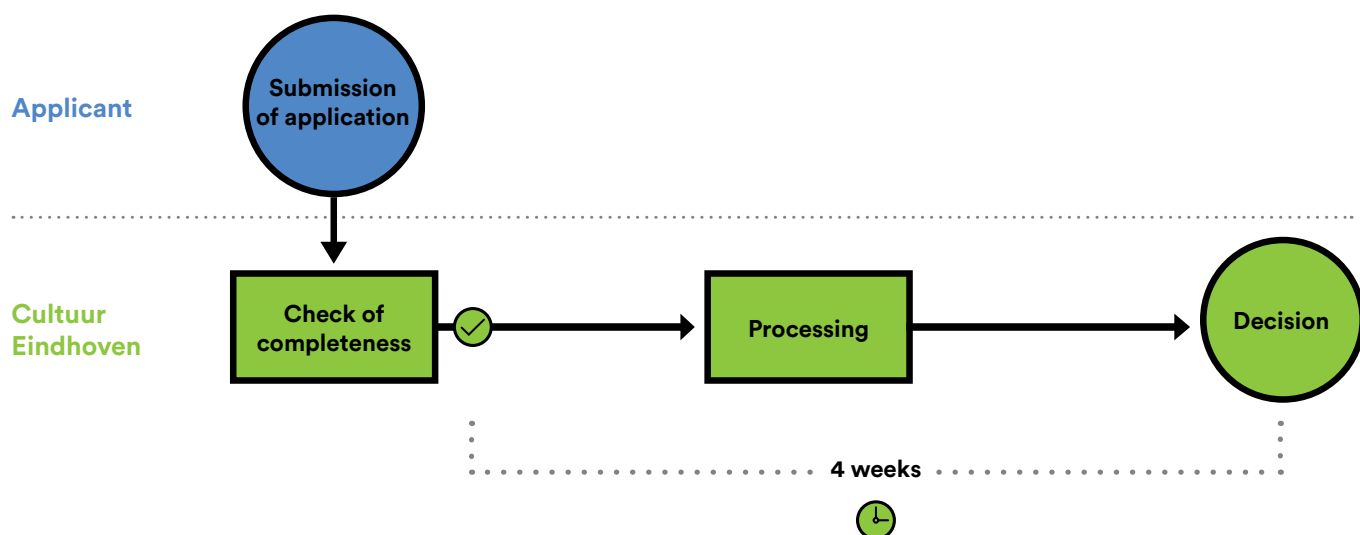 Submission
of application
Applicant
Cultuur
Eindhoven
Check of
completeness
Processing
Decision
4 weeks